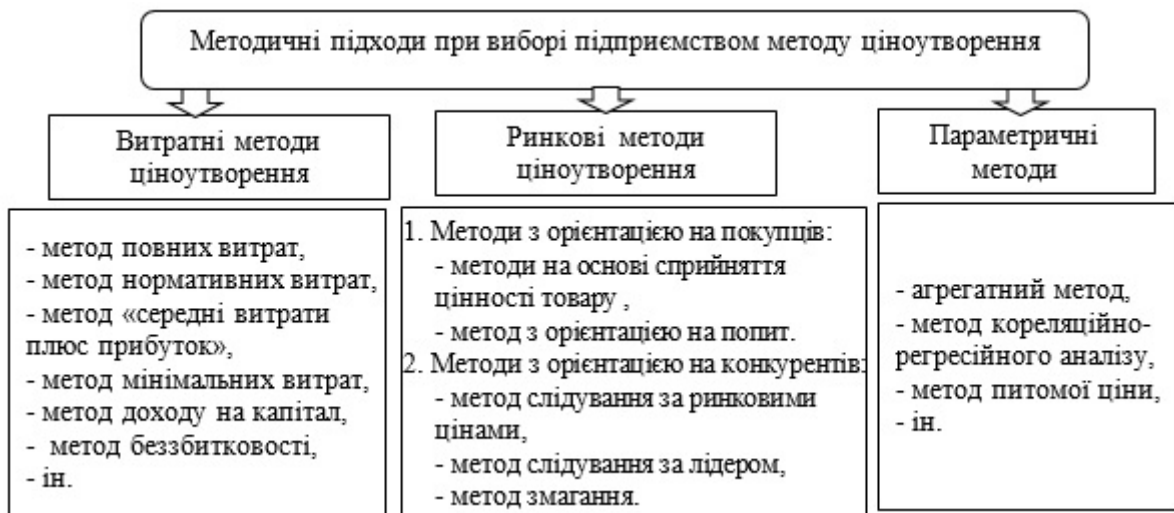 Методичні підходи при виборі підприємством методу ціноутворення
Витратні методи
ціноутворення
- метод повних витрат,
- метод нормативних витрат,
- метод «середні витрати
плюс прибуток»,
- метод мінімальних витрат,
- метод доходу на капітал,
- метод беззбитковості,
- ін.
Ринкові методи
ціноутворення
1. Методи з орієнтацією на покупців:
- методи на основі сприйняття
цінності товару ,
- метод з орієнтацією на попит.
2. Методи з орієнтацією на конкурентів:
- метод слідування за ринковими
цінами,
- метод слідування за лідером,
- метод змагання.
Параметричні
методи
- агрегатний метод,
- метод кореляційно-
регресійного аналізу,
- метод питомої ціни,
- ін.